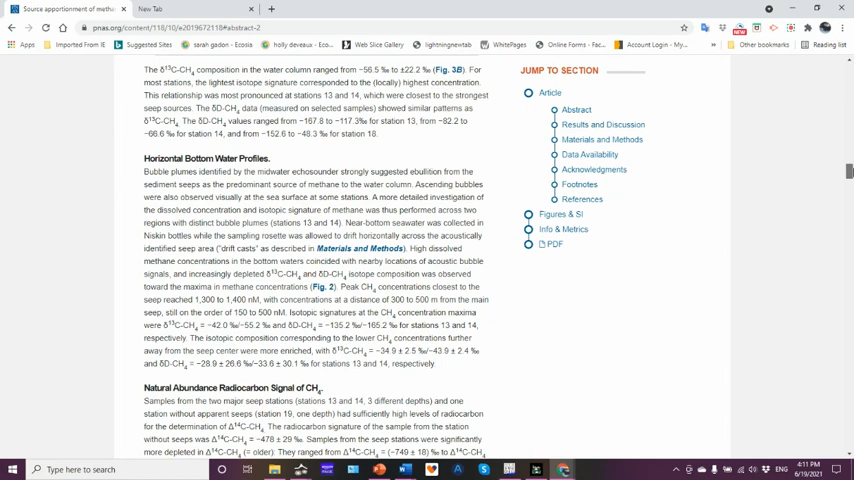 Source apportionment of metha
New Tab
pnas.org/content/118/10/e2019672118#abstract-2
Apps
Imported From IE
Suggested Sites
sarah gadon - Ecosia
holly deveaux - Ecosi...
Web Slice Gallery
lightningnewtab
WhitePages
Online Forms - Fac...
Account Login - My...
Other bookmarks
Reading list
The δ¹³C-CH₄ composition in the water column ranged from −56.5 ‰ to ±22.2 ‰ (Fig. 3B). For
most stations, the lightest isotope signature corresponded to the (locally) highest concentration.
This relationship was most pronounced at stations 13 and 14, which were closest to the strongest
seep sources. The δD-CH₄ data (measured on selected samples) showed similar patterns as
δ¹³C-CH₄. The δD-CH₄ values ranged from −167.8 to −117.3‰ for station 13, from −82.2 to
−66.6 ‰ for station 14, and from −152.6 to −48.3 ‰ for station 18.
Horizontal Bottom Water Profiles.
Bubble plumes identified by the midwater echosounder strongly suggested ebullition from the
sediment seeps as the predominant source of methane to the water column. Ascending bubbles
were also observed visually at the sea surface at some stations. A more detailed investigation of
the dissolved concentration and isotopic signature of methane was thus performed across two
regions with distinct bubble plumes (stations 13 and 14). Near-bottom seawater was collected in
Niskin bottles while the sampling rosette was allowed to drift horizontally across the acoustically
identified seep area ("drift casts" as described in Materials and Methods). High dissolved
methane concentrations in the bottom waters coincided with nearby locations of acoustic bubble
signals, and increasingly depleted δ¹³C-CH₄ and δD-CH₄ isotope composition was observed
toward the maxima in methane concentrations (Fig. 2). Peak CH₄ concentrations closest to the
seep reached 1,300 to 1,400 nM, with concentrations at a distance of 300 to 500 m from the main
seep, still on the order of 150 to 500 nM. Isotopic signatures at the CH₄ concentration maxima
were δ¹³C-CH₄ = −42.0 ‰/−55.2 ‰ and δD-CH₄ = −135.2 ‰/−165.2 ‰ for stations 13 and 14,
respectively. The isotopic composition corresponding to the lower CH₄ concentrations further
away from the seep center were more enriched, with δ¹³C-CH₄ = −34.9 ± 2.5 ‰/−43.9 ± 2.4 ‰
and δD-CH₄ = −28.9 ± 26.6 ‰/−33.6 ± 30.1 ‰ for stations 13 and 14, respectively.
Natural Abundance Radiocarbon Signal of CH₄.
Samples from the two major seep stations (stations 13 and 14, 3 different depths) and one
station without apparent seeps (station 19, one depth) had sufficiently high levels of radiocarbon
for the determination of Δ¹⁴C-CH₄. The radiocarbon signature of the sample from the station
without seeps was Δ¹⁴C-CH₄ = −478 ± 29 ‰. Samples from the seep stations were significantly
more depleted in Δ¹⁴C-CH₄ (= older): They ranged from (−749 ± 18) ‰ to Δ¹⁴C-CH₄
JUMP TO SECTION
Article
Abstract
Results and Discussion
Materials and Methods
Data Availability
Acknowledgments
Footnotes
References
Figures & SI
Info & Metrics
PDF
Type here to search
ENG
4:11 PM
6/19/2021